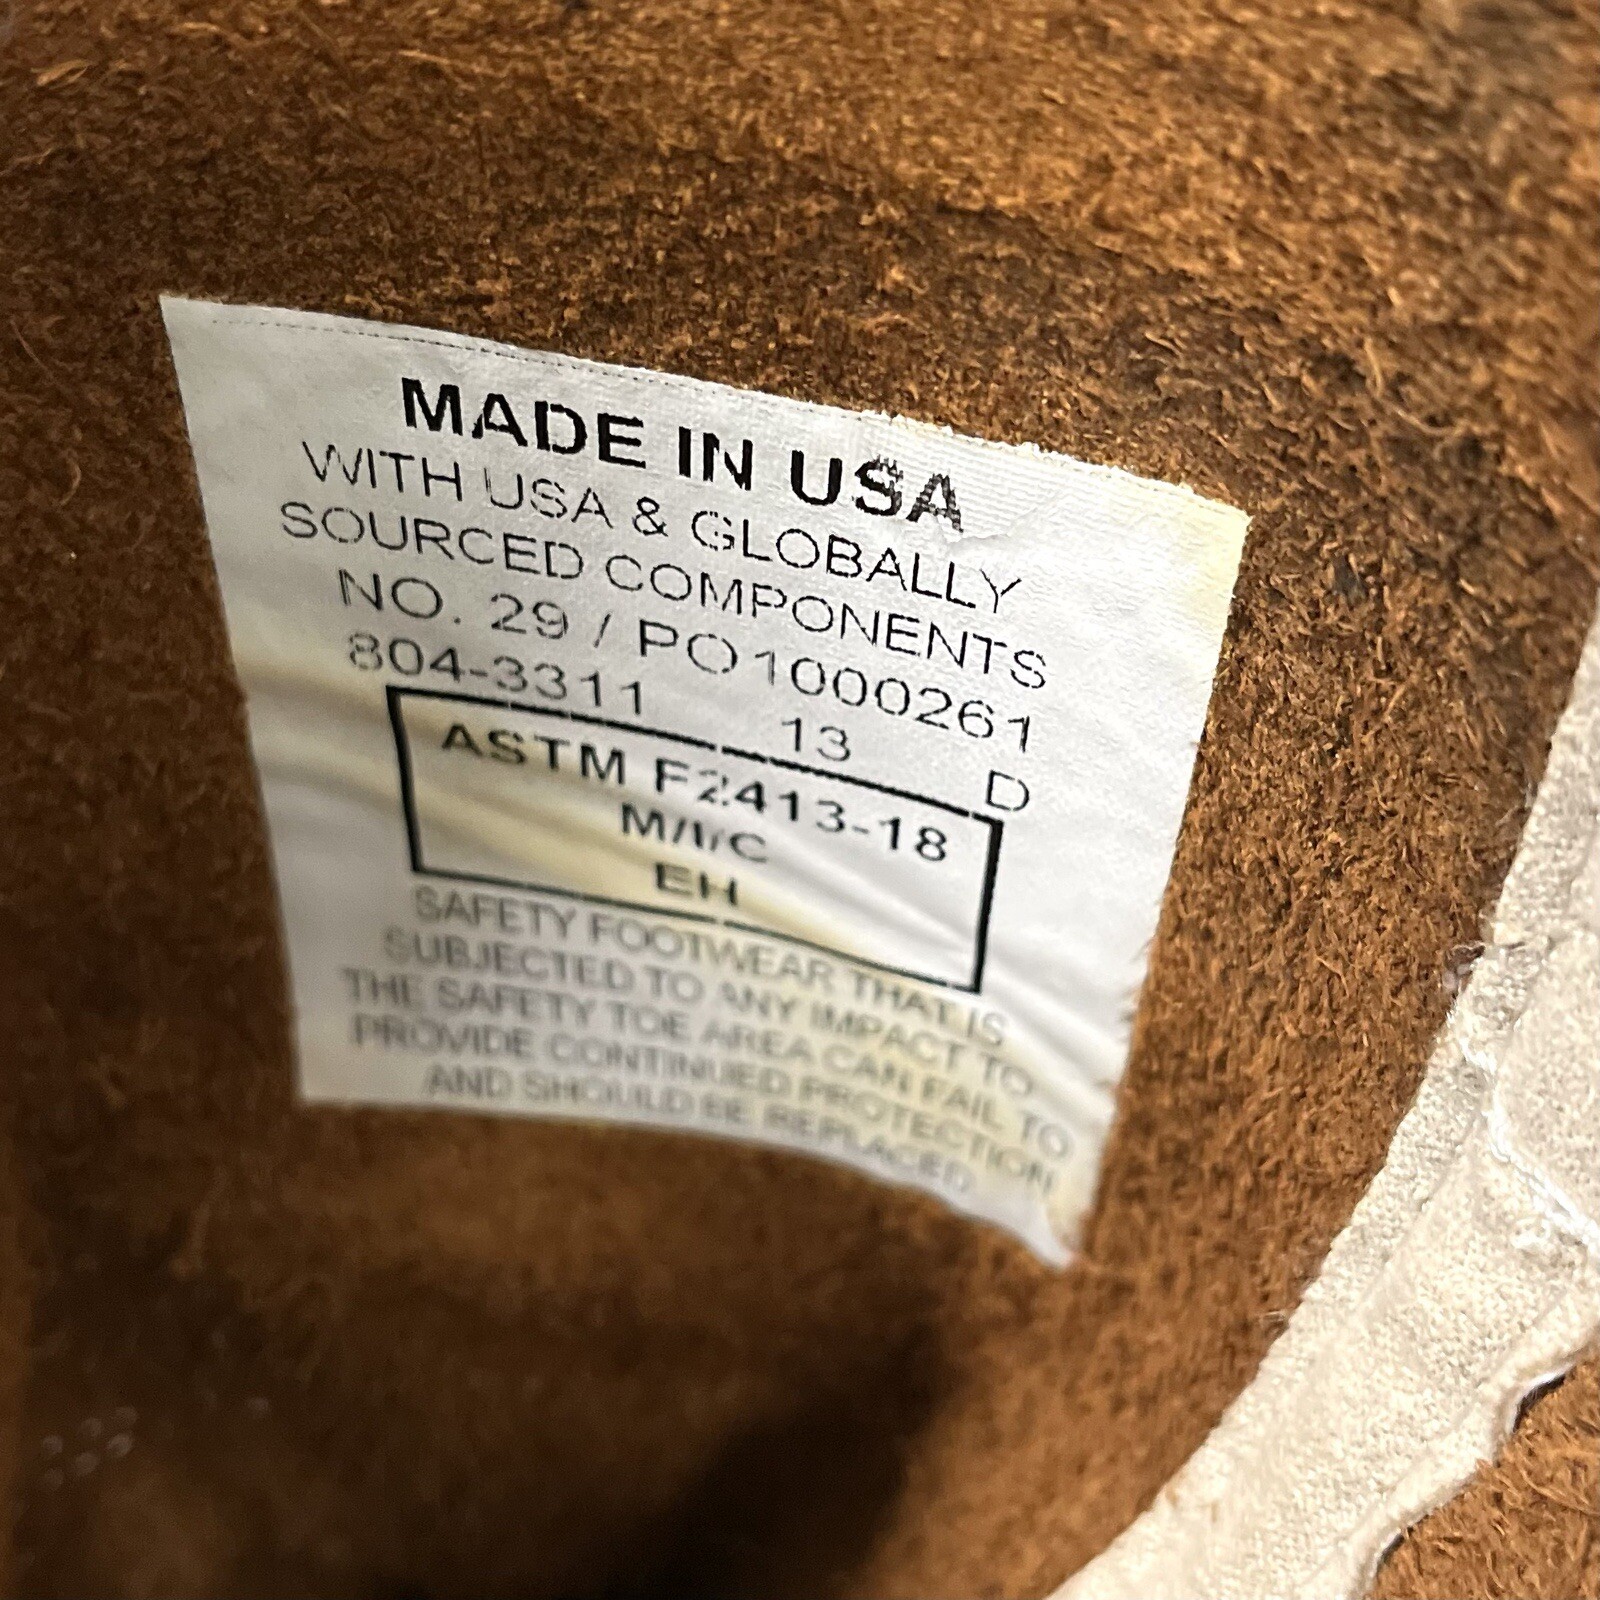 MADE IN USA
WITH USA & GLOBALLY
SOURCED COMPONENTS
NO. 29 / PO1000261
804-3311 13 D
ASTM F2413-18
M/I/C
EH
SAFETY FOOTWEAR THAT IS
SUBJECTED TO ANY IMPACT TO
THE SAFETY TOE AREA CAN FAIL TO
PROVIDE CONTINUED PROTECTION
AND SHOULD BE REPLACED.